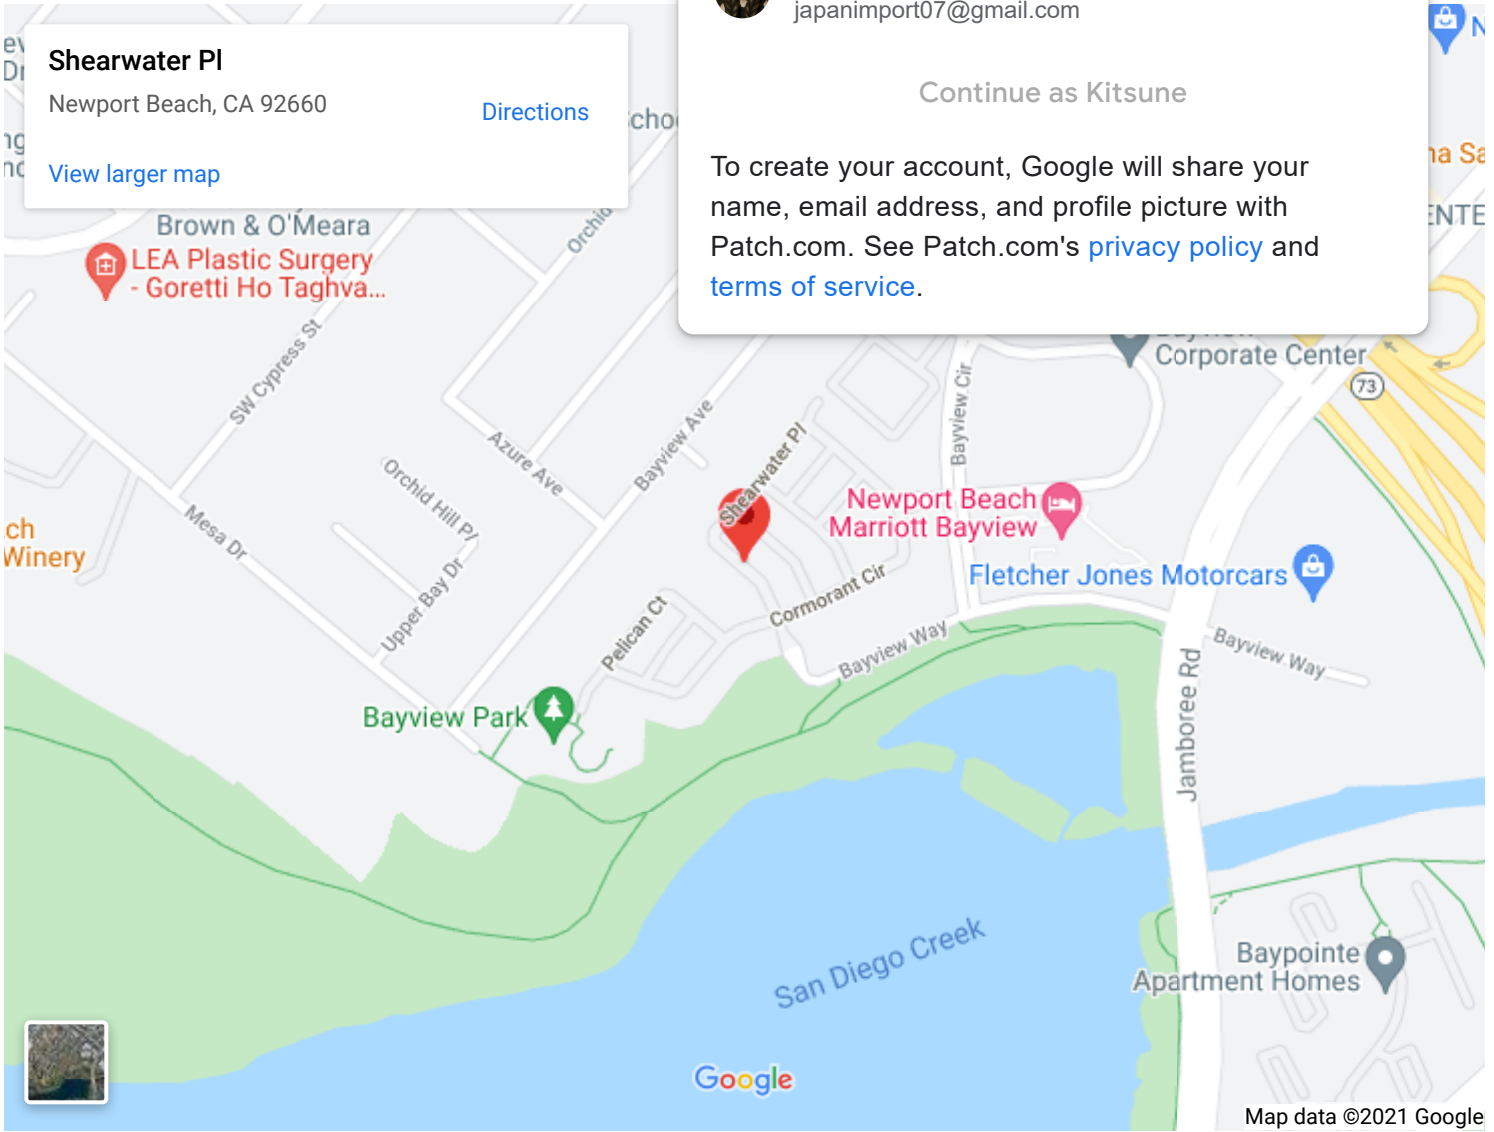 Shearwater Pl
Newport Beach, CA 92660
Directions
View larger map
japanimport07@gmail.com
Continue as Kitsune
To create your account, Google will share your
name, email address, and profile picture with
Patch.com. See Patch.com's privacy policy and
terms of service.
Brown & O'Meara
LEA Plastic Surgery
- Goretti Ho Taghva...
Orchid
SW Cypress St
Corporate Center
73
Bayview Cir
Bayview Ave
Azure Ave
Shearwater Pl
Orchid Hill Pl
Mesa Dr
Newport Beach
Marriott Bayview
Winery
Fletcher Jones Motorcars
Upper Bay Dr
Cormorant Cir
Pelican Ct
Bayview Way
Bayview Way
Jamboree Rd
Bayview Park
San Diego Creek
Baypointe
Apartment Homes
Google
Map data ©2021 Google